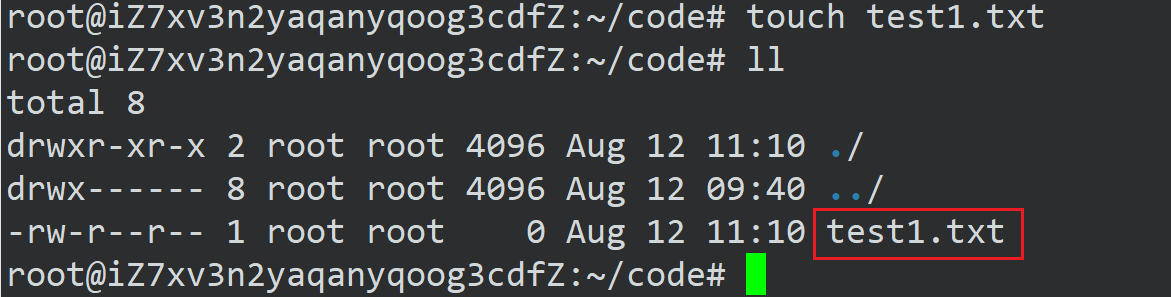 root@iZ7xv3n2yaqanyqoog3cdfZ:~/code# touch test1.txt
root@iZ7xv3n2yaqanyqoog3cdfZ:~/code# ll
total 8
drwxr-xr-x 2 root root 4096 Aug 12 11:10 ./
drwx------ 8 root root 4096 Aug 12 09:40 ../
-rw-r--r-- 1 root root    0 Aug 12 11:10 test1.txt
root@iZ7xv3n2yaqanyqoog3cdfZ:~/code#